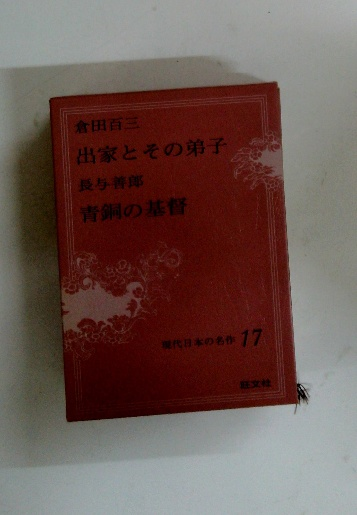 倉田百三
出家とその弟子
長与善郎
青銅の基督
現代日本の名作 17
旺文社